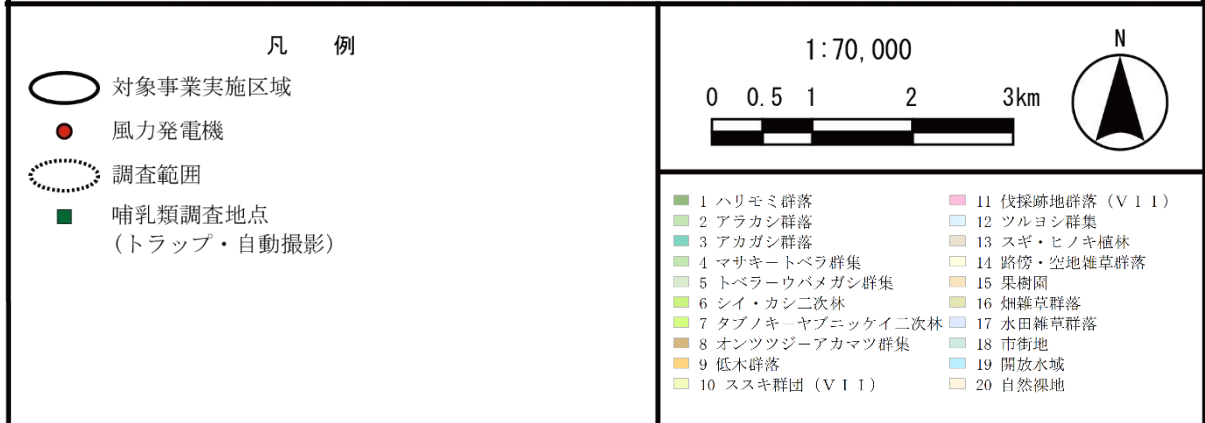 凡 例
対象事業実施区域
風力発電機
調査範囲
哺乳類調査地点
(トラップ・自動撮影)
1:70,000
N
0 0.5 1 2 3km
1 ハリモミ群落
2 アラカシ群落
3 アカガシ群落
4 マサキ－トベラ群集
5 トベラ－ウバメガシ群集
6 シイ・カシ二次林
7 タブノキ－ヤブニッケイ二次林
8 オンツツジ－アカマツ群集
9 低木群落
10 ススキ群団(VII)
11 伐採跡地群落(VII)
12 ツルヨシ群集
13 スギ・ヒノキ植林
14 路傍・空地雑草群落
15 果樹園
16 畑雑草群落
17 水田雑草群落
18 市街地
19 開放水域
20 自然裸地